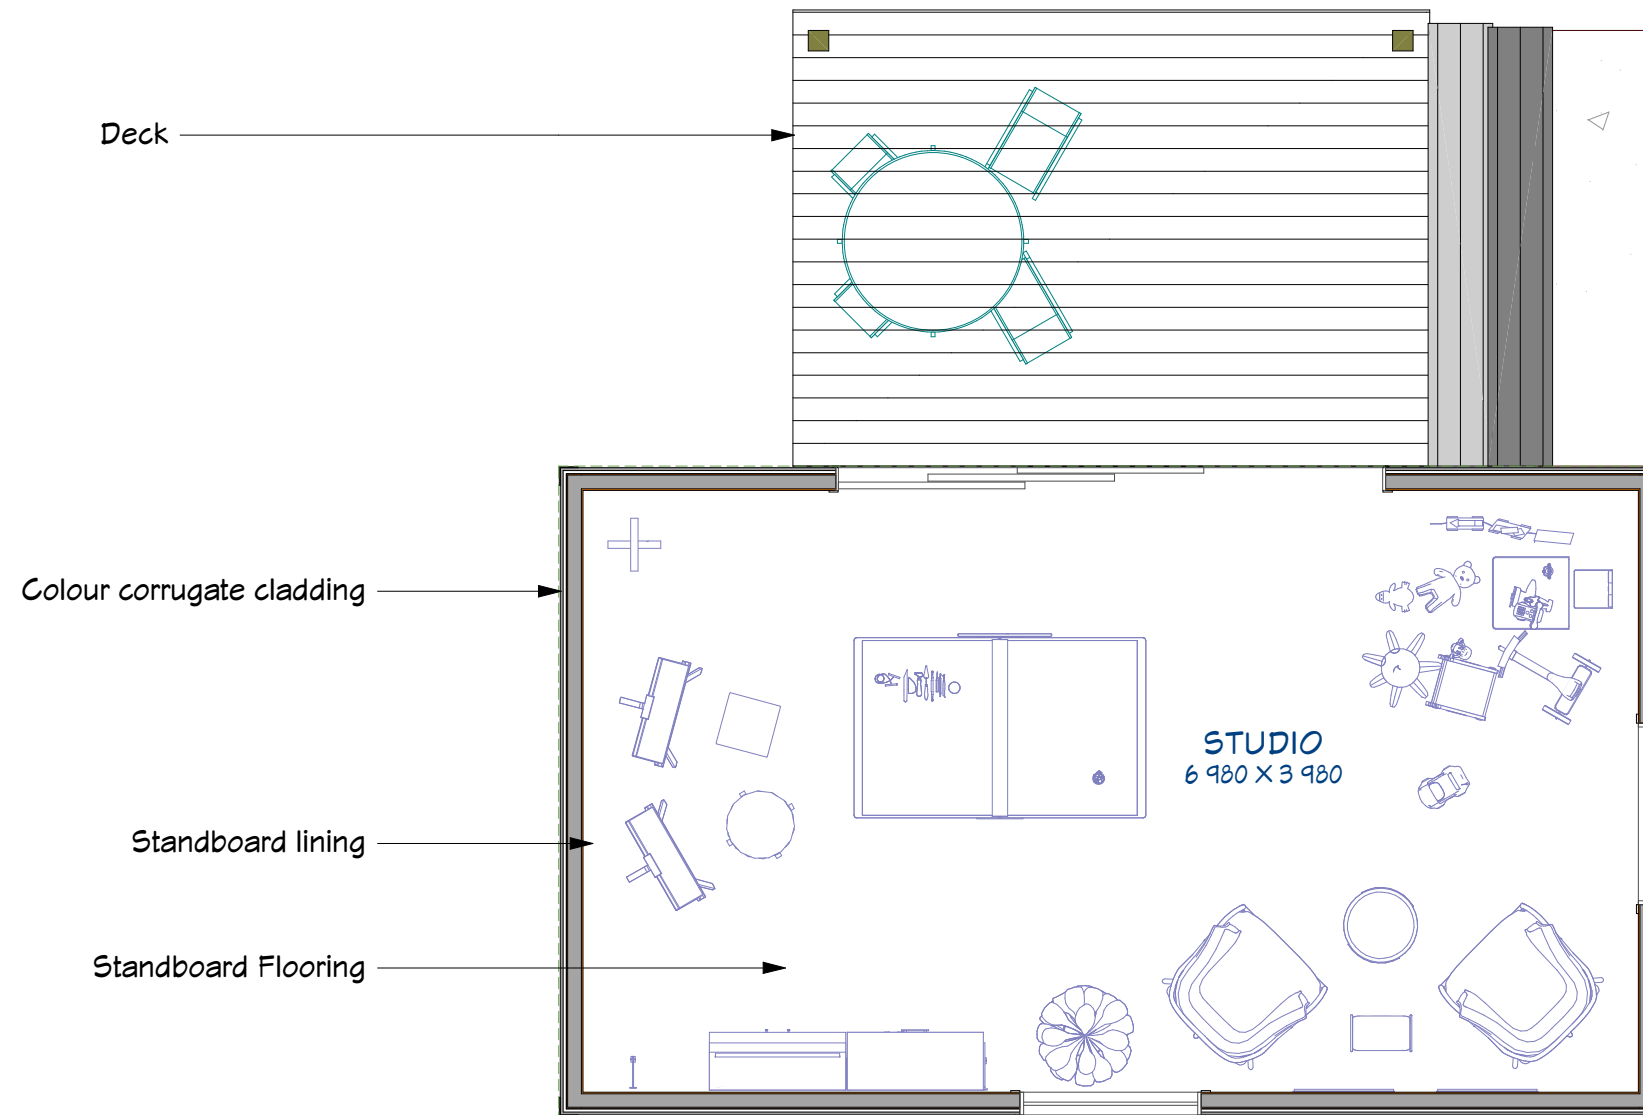 Deck
Colour corrugate cladding
STUDIO
6 980 X 3 980
Standboard lining
Standboard Flooring